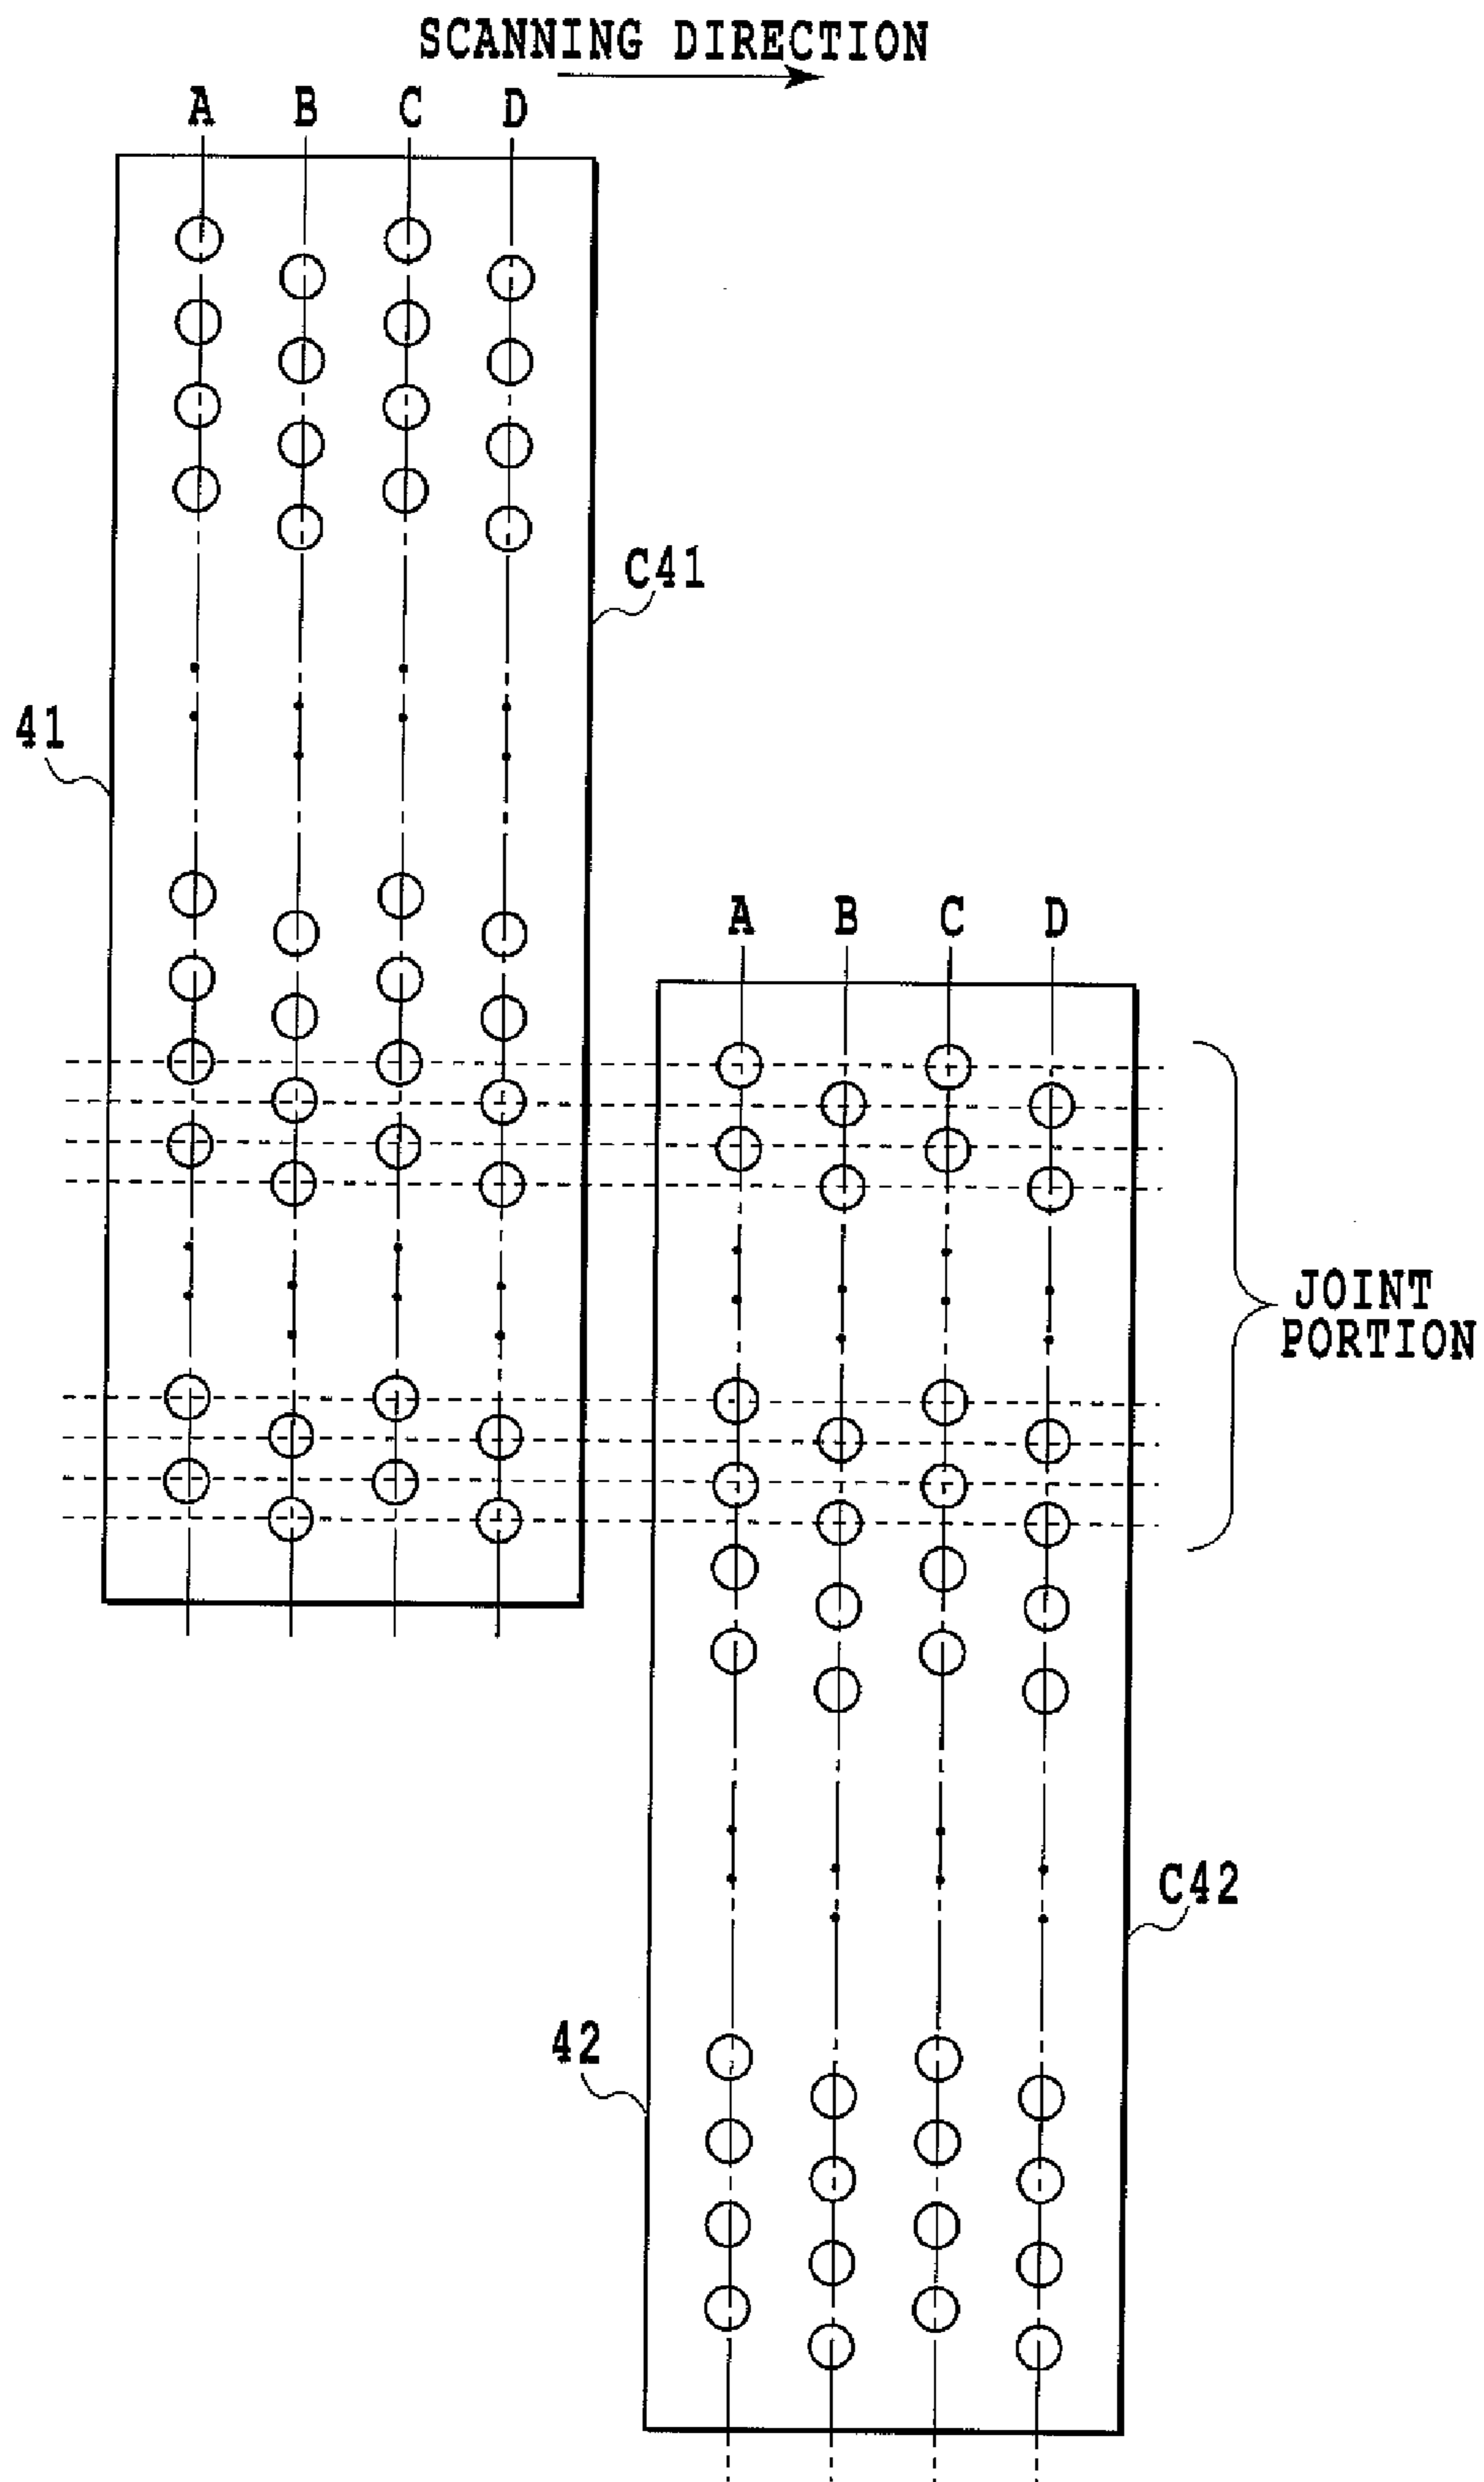 SCANNING DIRECTION
A B C D
C41
41
A B C D
JOINT
PORTION
C42
42